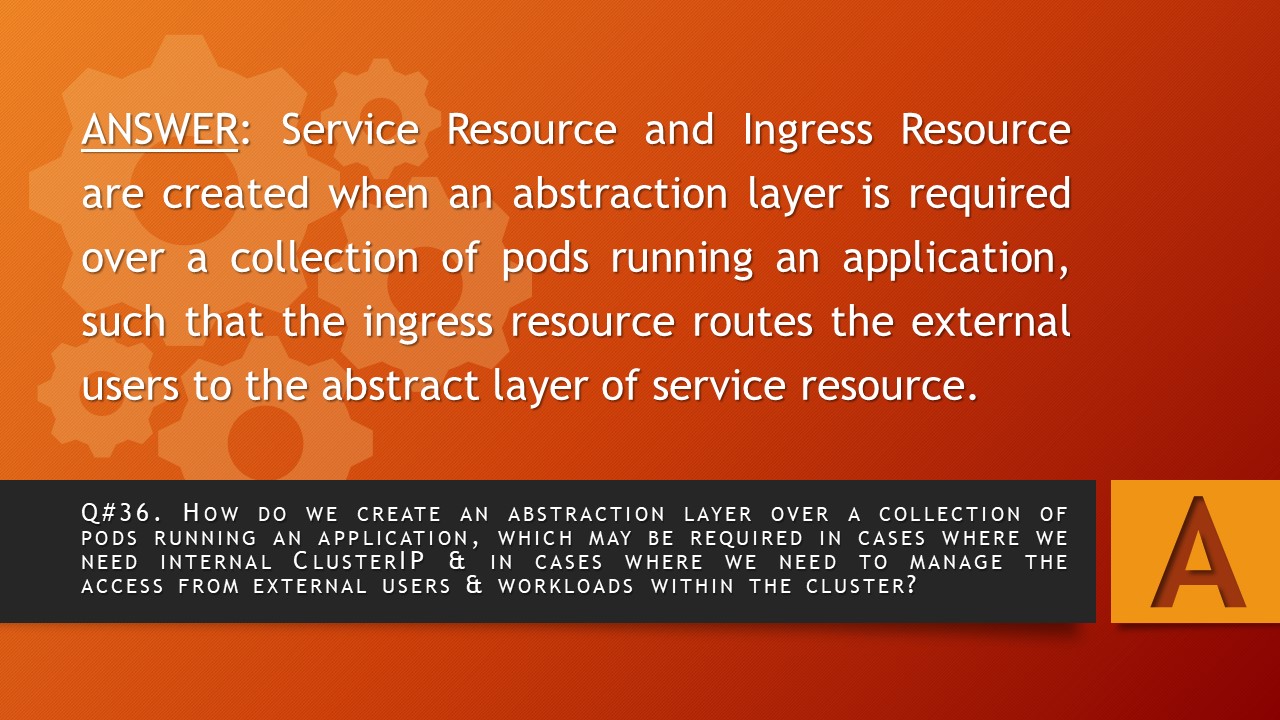 ANSWER: Service Resource and Ingress Resource
are created when an abstraction layer is required
over a collection of pods running an application,
such that the ingress resource routes the external
users to the abstract layer of service resource.
Q#36. How do we create an abstraction layer over a collection of
pods running an application, which may be required in cases where we
need internal ClusterIP & in cases where we need to manage the
access from external users & workloads within the cluster?
A